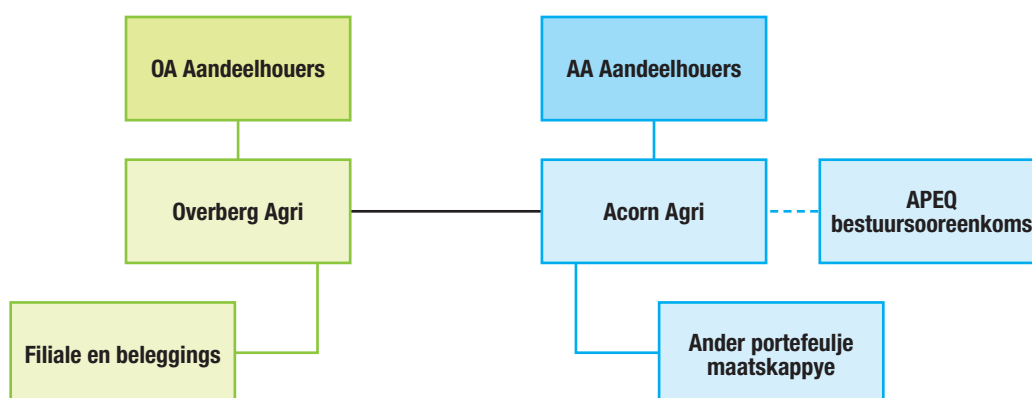 OA Aandeelhouers
AA Aandeelhouers
Overberg Agri
Acorn Agri
APEQ
bestuursooreenkoms
Filiale en beleggings
Ander portefeulje
maatskappye